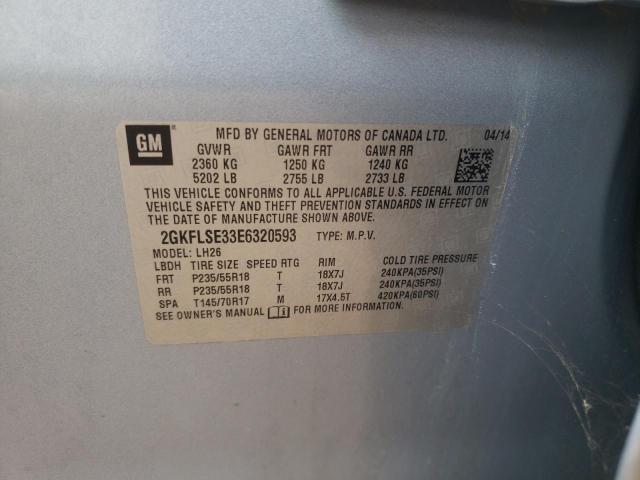 GM
MFD BY GENERAL MOTORS OF CANADA LTD. 04/14
GVWR GAWR FRT GAWR RR
2360 KG 1250 KG 1240 KG
5202 LB 2755 LB 2733 LB
THIS VEHICLE CONFORMS TO ALL APPLICABLE U.S. FEDERAL MOTOR
VEHICLE SAFETY AND THEFT PREVENTION STANDARDS IN EFFECT ON
THE DATE OF MANUFACTURE SHOWN ABOVE.
2GKFLSE33E6320593 TYPE: M.P.V.
MODEL: LH26
LBDH TIRE SIZE SPEED RTG RIM COLD TIRE PRESSURE
FRT P235/55R18 T 18X7J 240KPA(35PSI)
RR P235/55R18 T 18X7J 240KPA(35PSI)
SPA T145/70R17 M 17X4.5T 420KPA(60PSI)
SEE OWNER'S MANUAL FOR MORE INFORMATION.